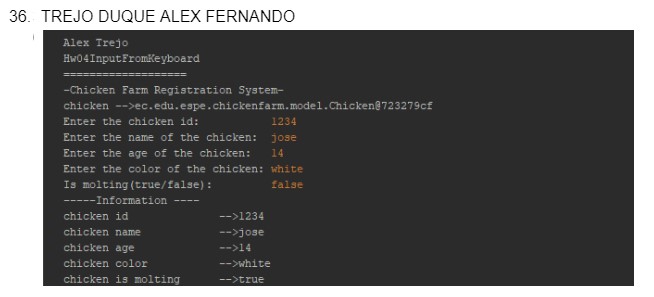 36. TREJO DUQUE ALEX FERNANDO
Alex Trejo
Hw04InputFromKeyboard
===================
-Chicken Farm Registration System-
chicken -->ec.edu.espe.chickenfarm.model.Chicken@723279cf
Enter the chicken id: 1234
Enter the name of the chicken: jose
Enter the age of the chicken: 14
Enter the color of the chicken: white
Is molting(true/false): false
-----Information ----
chicken id -->1234
chicken name -->jose
chicken age -->14
chicken color -->white
chicken is molting -->true